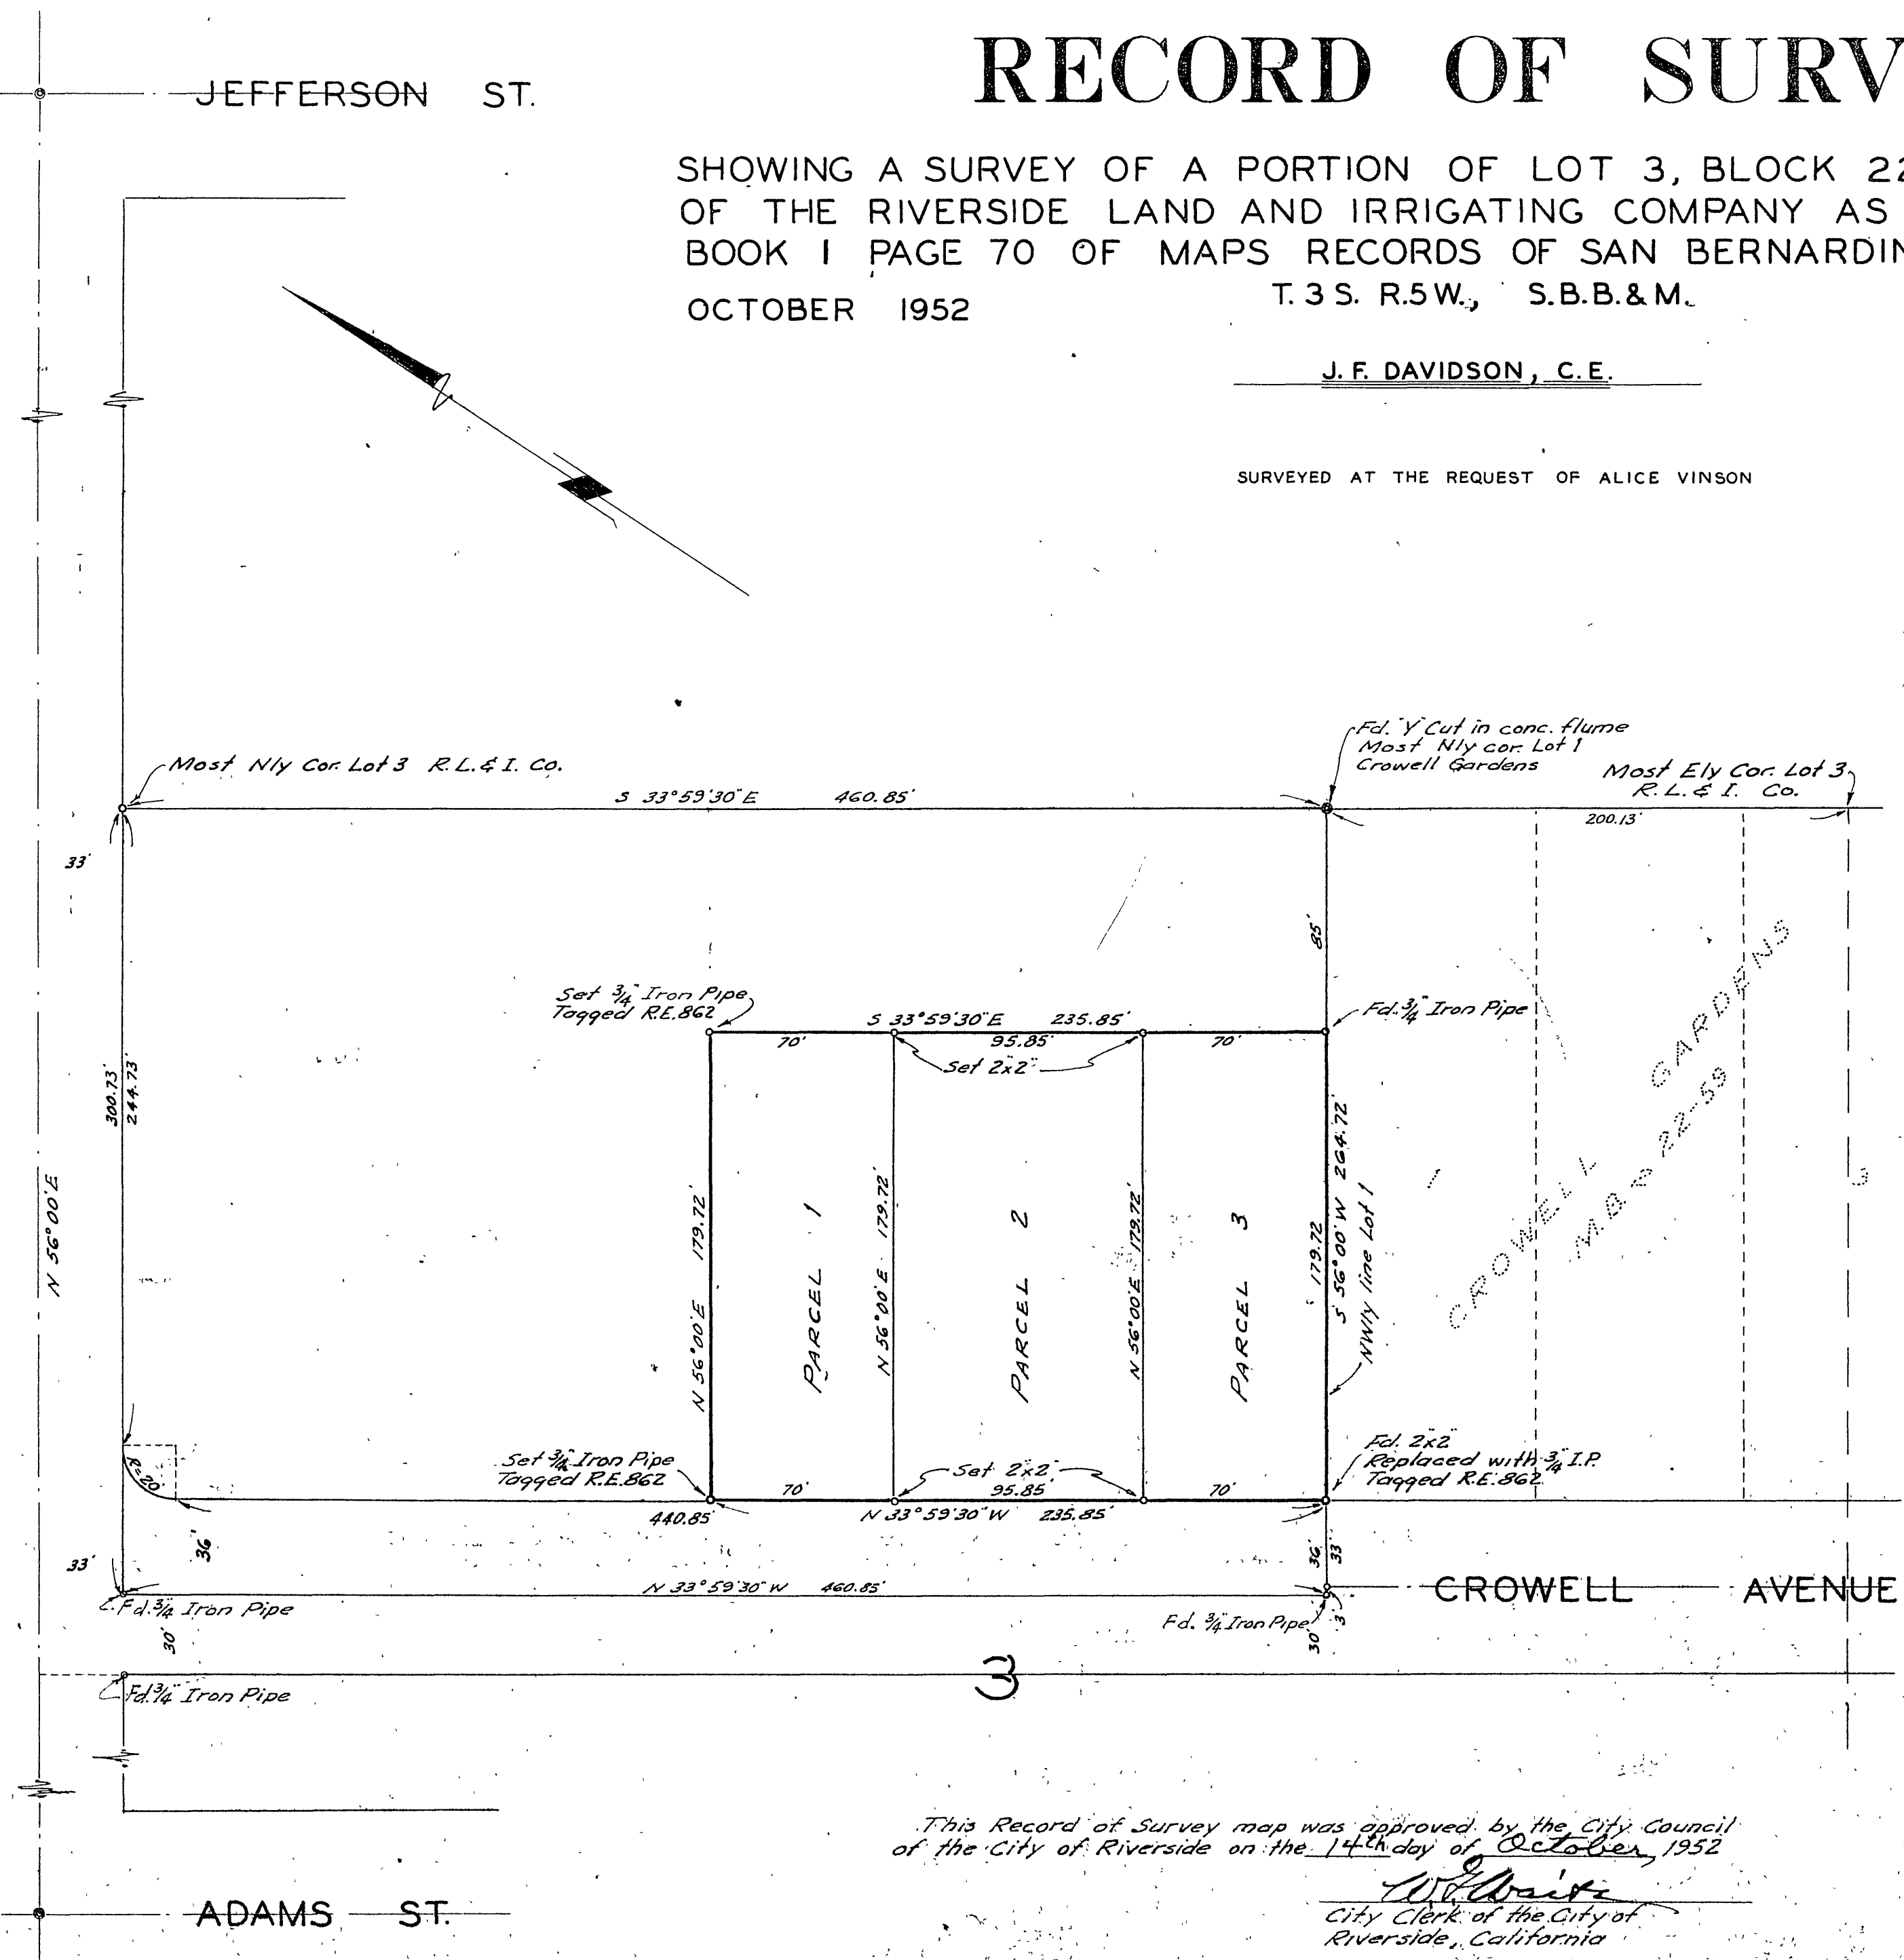 RECORD OF SURV
JEFFERSON ST.
SHOWING A SURVEY OF A PORTION OF LOT 3, BLOCK 22
OF THE RIVERSIDE LAND AND IRRIGATING COMPANY AS
BOOK 1 PAGE 70 OF MAPS RECORDS OF SAN BERNARDIN
OCTOBER 1952
T. 3 S. R.5 W., S.B.B. & M.
J. F. DAVIDSON, C.E.
SURVEYED AT THE REQUEST OF ALICE VINSON
Most Nly Cor. Lot 3 R.L. & I. Co.
S 33°59'30"E 460.85'
Fd. "Y" Cut in conc. flume
Most Nly cor. Lot 1
Crowell Gardens
Most Ely Cor. Lot 3
R.L. & I. Co.
200.13'
33'
85'
Set 3/4" Iron Pipe
Tagged R.E.862
S 33°59'30"E 235.85'
70'
95.85'
70'
Set 2"x2"
Fd. 3/4" Iron Pipe
300.73'
244.73'
N 56°00'E
N 56°00'E 179.72'
PARCEL 1
N 56°00'E 179.72'
PARCEL 2
N 56°00'E 179.72'
PARCEL 3
179.72
S 56°00'W 264.72'
NWly line Lot 1
1
CROWELL GARDENS
M.B. 22-59
3
R=20'
Set 3/4" Iron Pipe
Tagged R.E.862
Set 2"x2"
70'
95.85'
70'
Fd. 2"x2"
Replaced with 3/4" I.P.
Tagged R.E.862
440.85'
N 33°59'30"W 235.85'
36'
33'
36'
33'
N 33°59'30"W 460.85'
CROWELL AVENUE
Fd. 3/4" Iron Pipe
Fd. 3/4" Iron Pipe
30'
30'
3'
3
Fd. 3/4" Iron Pipe
This Record of Survey map was approved by the City Council
of the City of Riverside on the 14th day of October, 1952
ADAMS ST.
City Clerk of the City of
Riverside, California